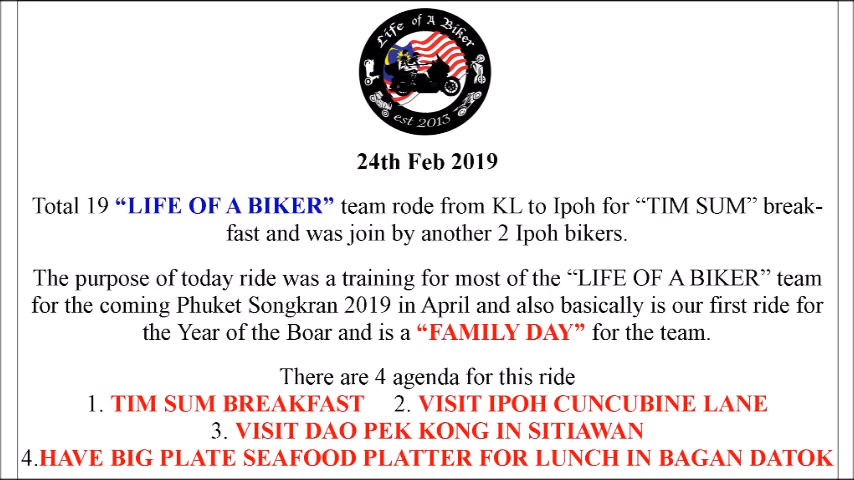 Life of A Biker
est 2013
24th Feb 2019
Total 19 “LIFE OF A BIKER” team rode from KL to Ipoh for “TIM SUM” break-
fast and was join by another 2 Ipoh bikers.
The purpose of today ride was a training for most of the “LIFE OF A BIKER” team
for the coming Phuket Songkran 2019 in April and also basically is our first ride for
the Year of the Boar and is a “FAMILY DAY” for the team.
There are 4 agenda for this ride
1. TIM SUM BREAKFAST 2. VISIT IPOH CUNCUBINE LANE
3. VISIT DAO PEK KONG IN SITIAWAN
4.HAVE BIG PLATE SEAFOOD PLATTER FOR LUNCH IN BAGAN DATOK